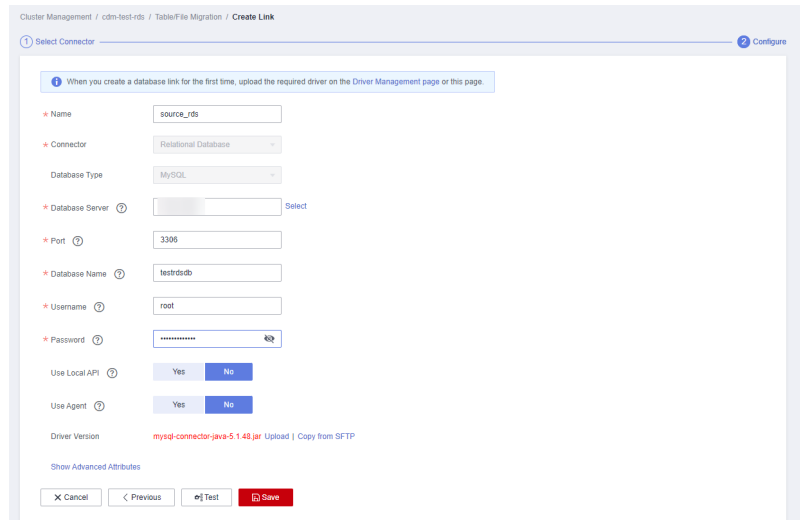 Cluster Management / cdm-test-rds / Table/File Migration / Create Link
1 Select Connector 2 Configure
When you create a database link for the first time, upload the required driver on the Driver Management page or this page.
* Name source_rds
* Connector Relational Database
Database Type MySQL
* Database Server ? Select
* Port ? 3306
* Database Name ? testrdsdb
* Username ? root
* Password ? •••••••••••••
Use Local API ? Yes No
Use Agent ? Yes No
Driver Version mysql-connector-java-5.1.48.jar Upload | Copy from SFTP
Show Advanced Attributes
Cancel < Previous Test Save